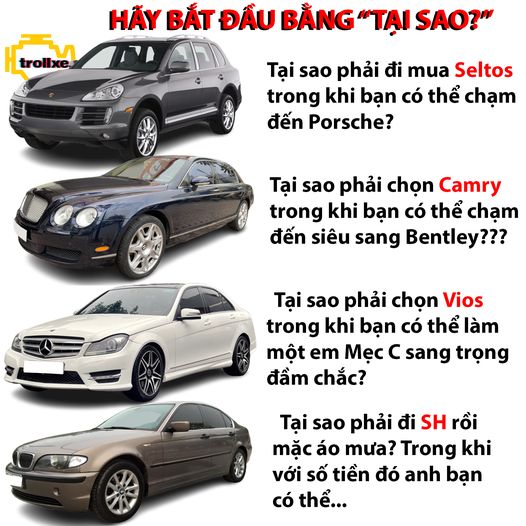 HÃY BẮT ĐẦU BẰNG “TẠI SAO?”
trollxe
Tại sao phải đi mua Seltos
trong khi bạn có thể chạm
đến Porsche?
Tại sao phải chọn Camry
trong khi bạn có thể chạm
đến siêu sang Bentley???
Tại sao phải chọn Vios
trong khi bạn có thể làm
một em Mẹc C sang trọng
đầm chắc?
Tại sao phải đi SH rồi
mặc áo mưa? Trong khi
với số tiền đó anh bạn
có thể...